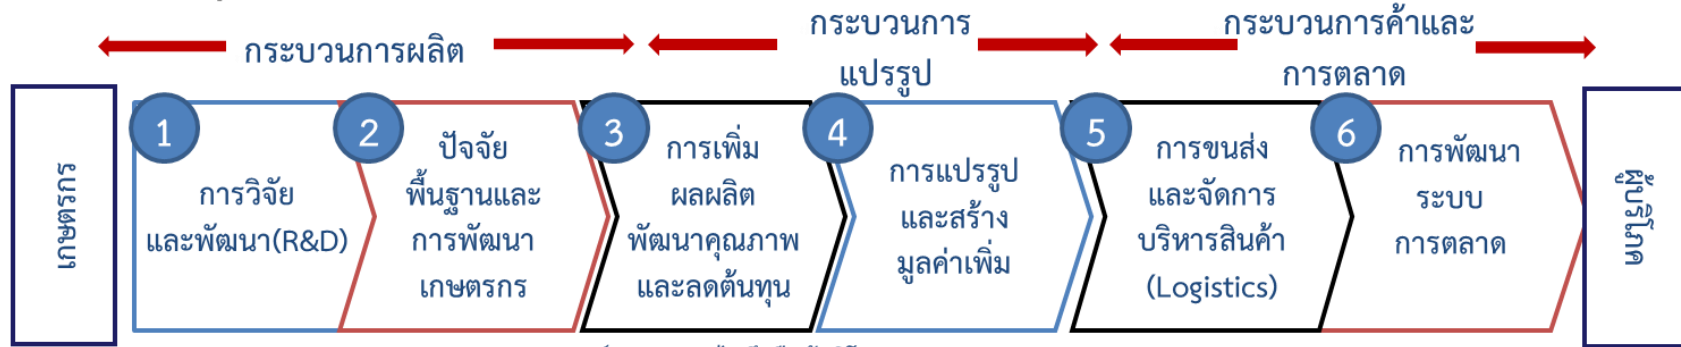 กระบวนการผลิต
กระบวนการ
แปรรูป
กระบวนการค้าและ
การตลาด
เกษตรกร
1
การวิจัย
และพัฒนา(R&D)
2
ปัจจัย
พื้นฐานและ
การพัฒนา
เกษตรกร
3
การเพิ่ม
ผลผลิต
พัฒนาคุณภาพ
และลดต้นทุน
4
การแปรรูป
และสร้าง
มูลค่าเพิ่ม
5
การขนส่ง
และจัดการ
บริหารสินค้า
(Logistics)
6
การพัฒนา
ระบบ
การตลาด
ผู้บริโภค